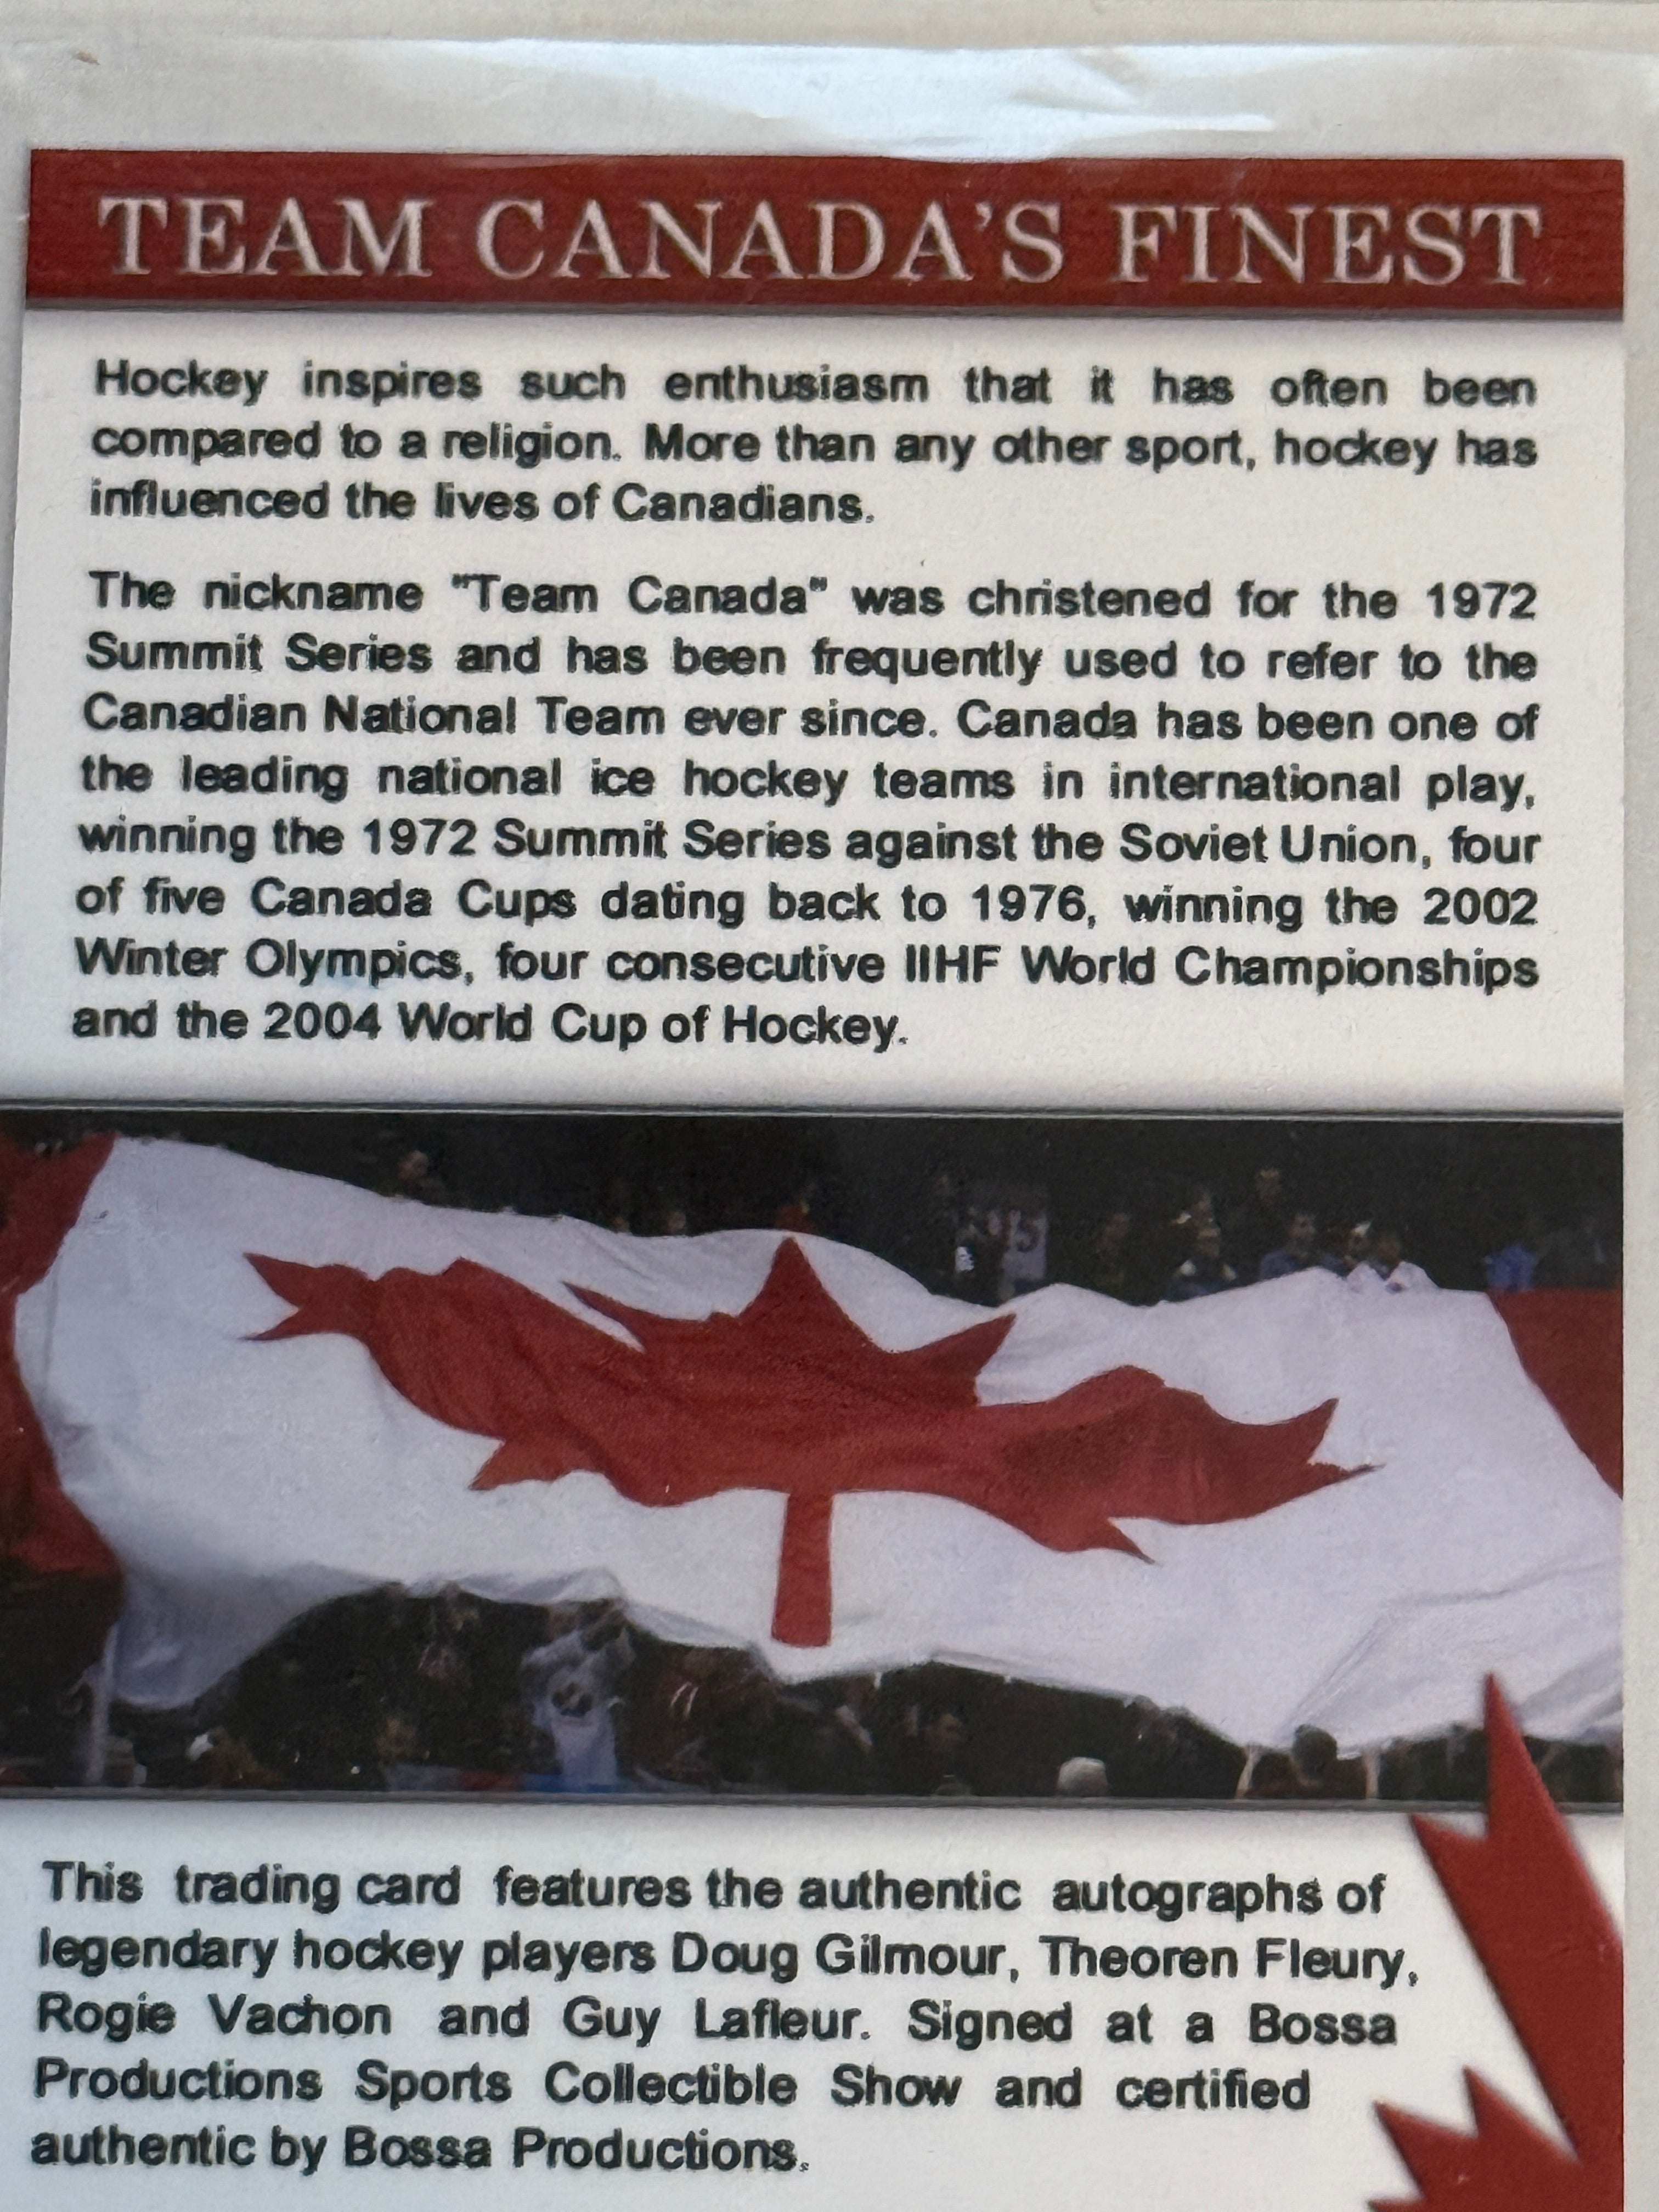 TEAM CANADA'S FINEST
Hockey inspires such enthusiasm that it has often been
compared to a religion. More than any other sport, hockey has
influenced the lives of Canadians.
The nickname "Team Canada" was christened for the 1972
Summit Series and has been frequently used to refer to the
Canadian National Team ever since. Canada has been one of
the leading national ice hockey teams in international play,
winning the 1972 Summit Series against the Soviet Union, four
of five Canada Cups dating back to 1976, winning the 2002
Winter Olympics, four consecutive IIHF World Championships
and the 2004 World Cup of Hockey.
This trading card features the authentic autographs of
legendary hockey players Doug Gilmour, Theoren Fleury,
Rogie Vachon and Guy Lafleur. Signed at a Bossa
Productions Sports Collectible Show and certified
authentic by Bossa Productions.